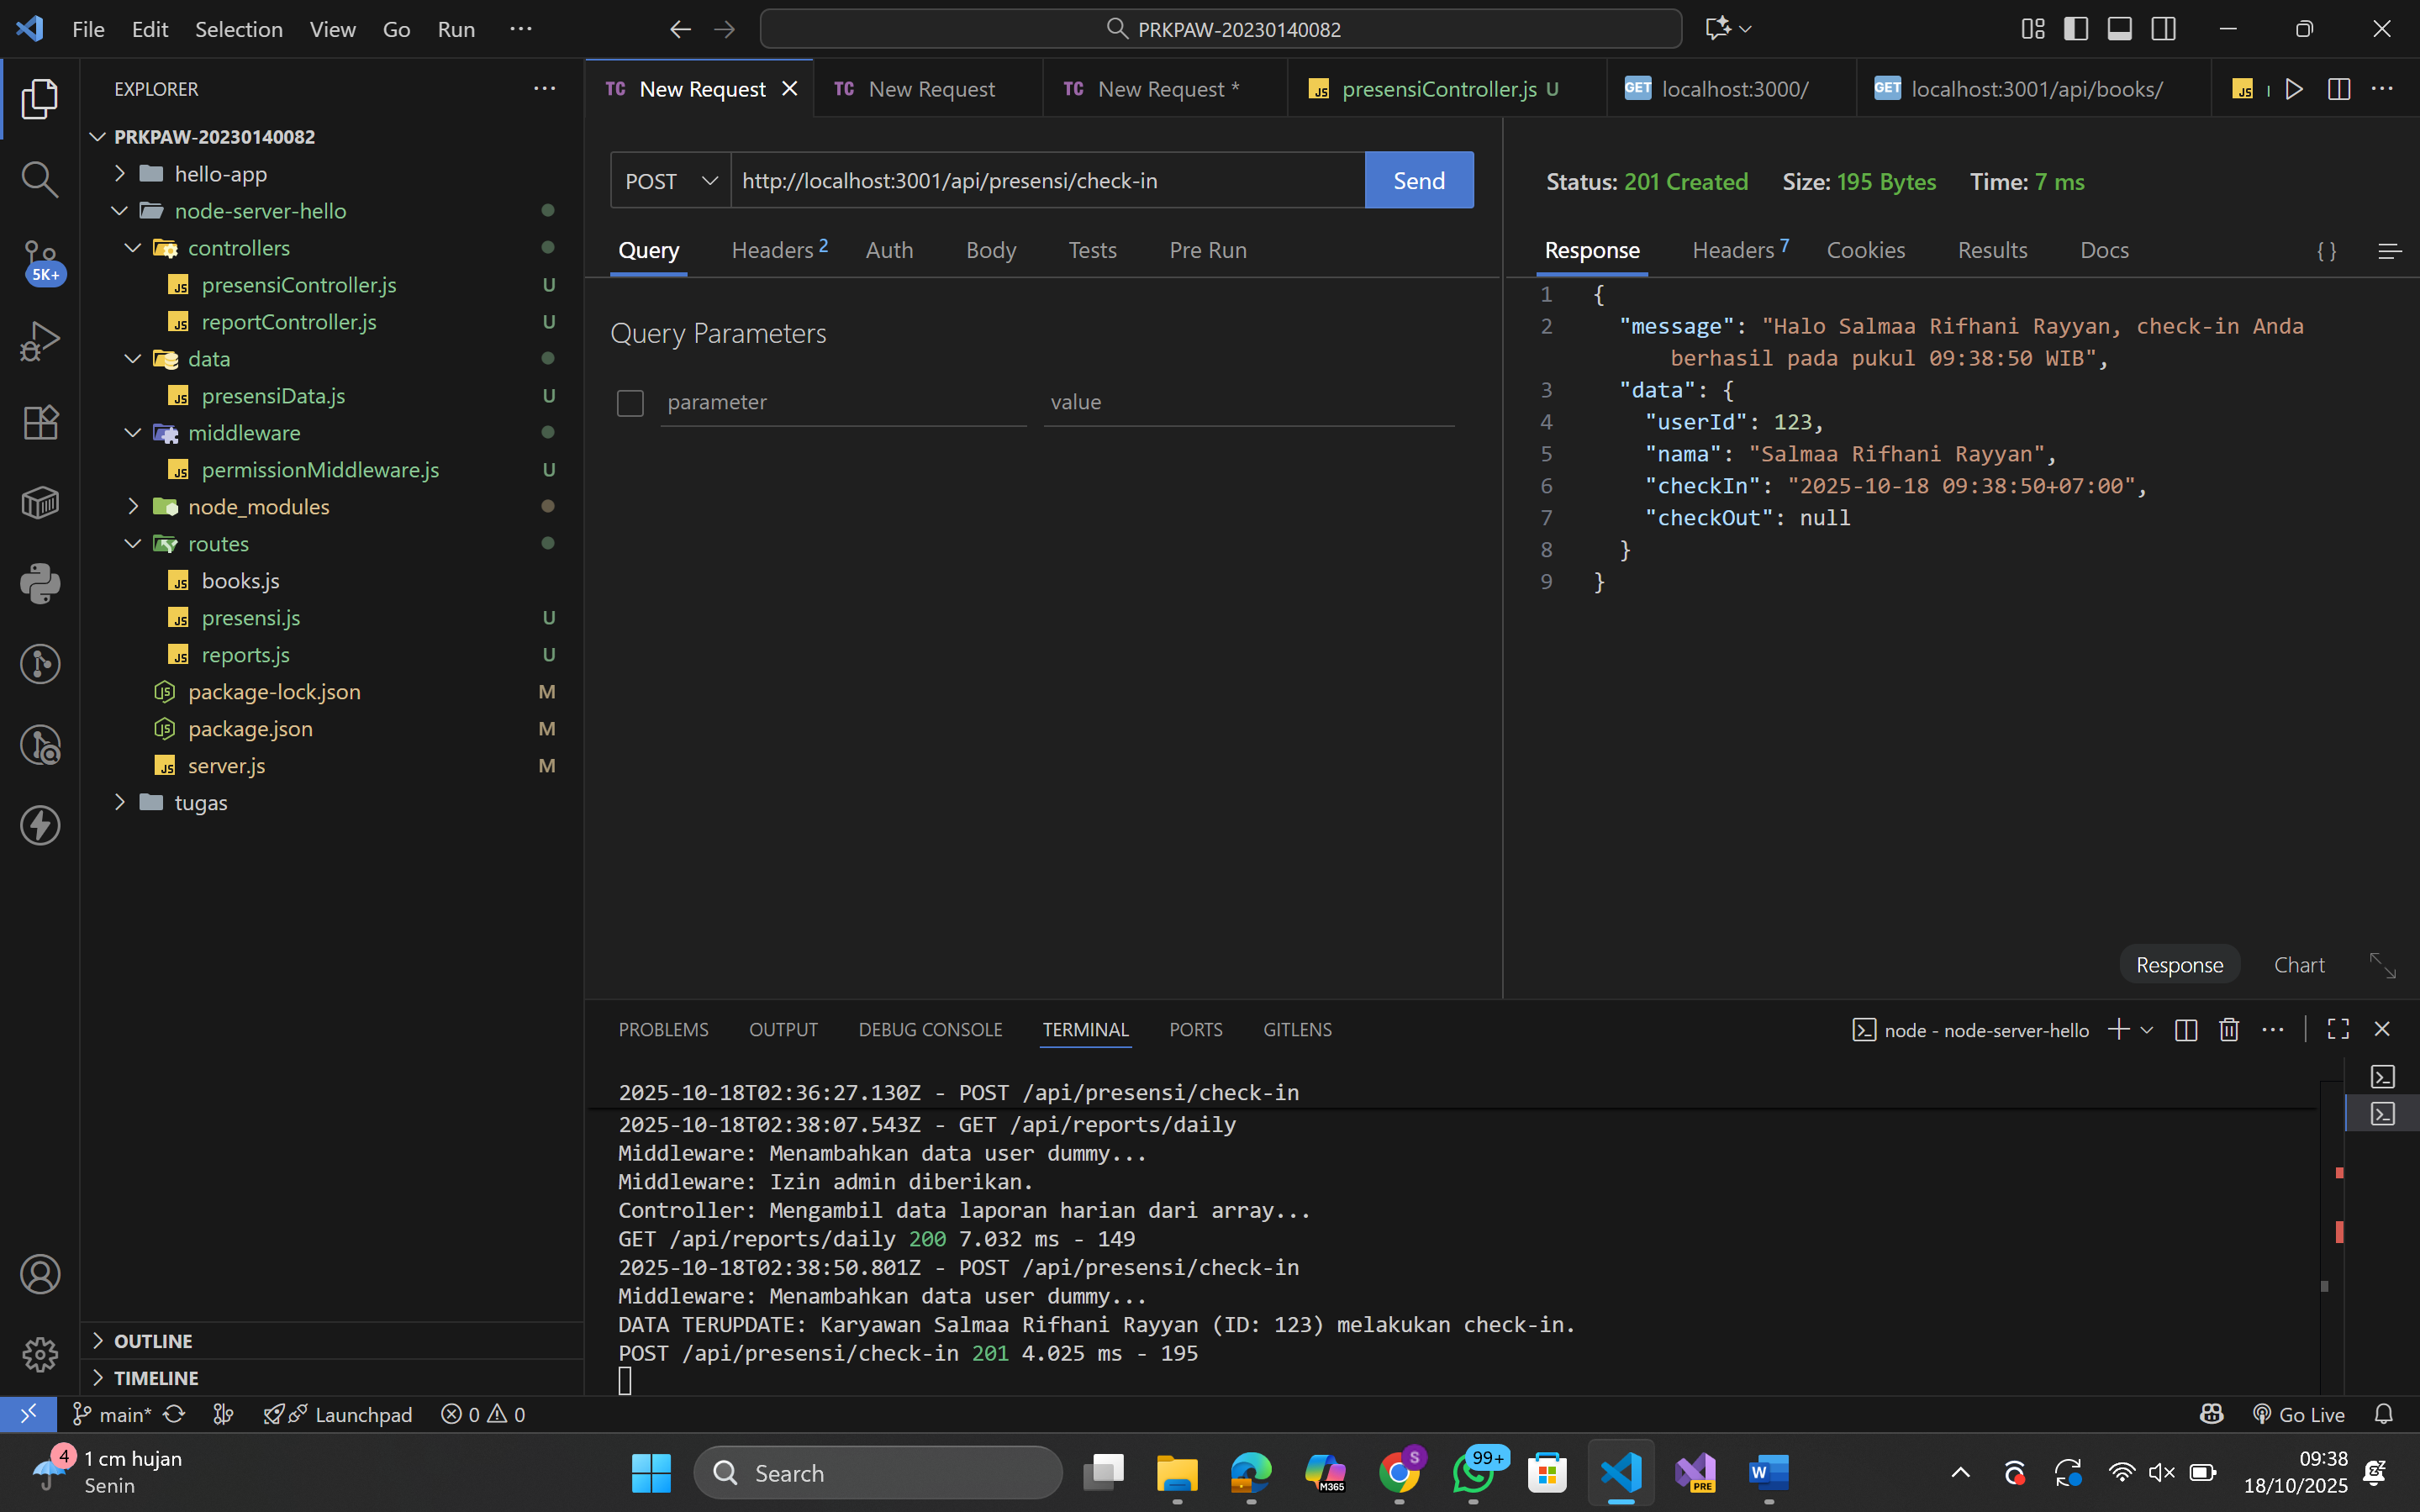 File Edit Selection View Go Run ···
PRKPAW-20230140082
EXPLORER
PRKPAW-20230140082
hello-app
node-server-hello
controllers
JS presensiController.js U
JS reportController.js U
data
JS presensiData.js U
middleware
JS permissionMiddleware.js U
node_modules
routes
JS books.js
JS presensi.js U
JS reports.js U
package-lock.json M
package.json M
JS server.js M
tugas
OUTLINE
TIMELINE
5K+
TC New Request
TC New Request
TC New Request *
JS presensiController.js U
GET localhost:3000/
GET localhost:3001/api/books/
JS
POST http://localhost:3001/api/presensi/check-in Send
Query Headers 2 Auth Body Tests Pre Run
Query Parameters
parameter value
Status: 201 Created Size: 195 Bytes Time: 7 ms
Response Headers 7 Cookies Results Docs { }
1 {
2 "message": "Halo Salmaa Rifhani Rayyan, check-in Anda
berhasil pada pukul 09:38:50 WIB",
3 "data": {
4 "userId": 123,
5 "nama": "Salmaa Rifhani Rayyan",
6 "checkIn": "2025-10-18 09:38:50+07:00",
7 "checkOut": null
8 }
9 }
Response Chart
PROBLEMS OUTPUT DEBUG CONSOLE TERMINAL PORTS GITLENS
node - node-server-hello
2025-10-18T02:36:27.130Z - POST /api/presensi/check-in
2025-10-18T02:38:07.543Z - GET /api/reports/daily
Middleware: Menambahkan data user dummy...
Middleware: Izin admin diberikan.
Controller: Mengambil data laporan harian dari array...
GET /api/reports/daily 200 7.032 ms - 149
2025-10-18T02:38:50.801Z - POST /api/presensi/check-in
Middleware: Menambahkan data user dummy...
DATA TERUPDATE: Karyawan Salmaa Rifhani Rayyan (ID: 123) melakukan check-in.
POST /api/presensi/check-in 201 4.025 ms - 195
main* Launchpad 0 0 Go Live
4 1 cm hujan
Senin
Search
M365
S
99+
PRE
W
09:38
18/10/2025